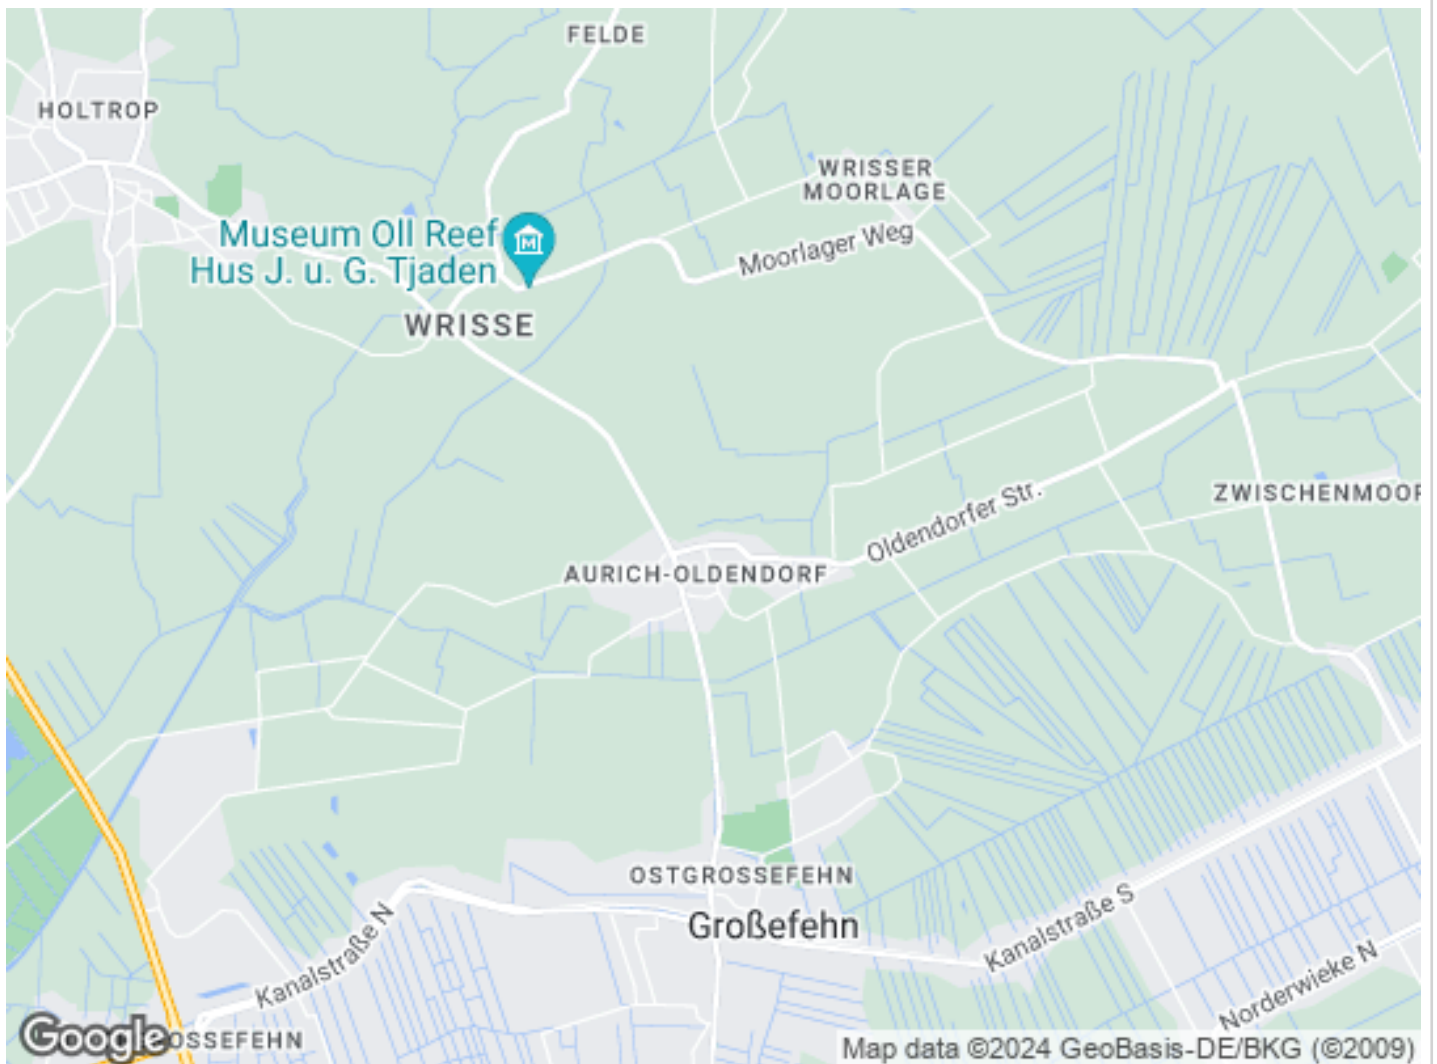 FELDE
HOLTROP
WRISSER
MOORLAGE
Museum Oll Reef
Hus J. u. G. Tjaden
Moorlager Weg
WRISSE
ZWISCHENMOOR
Oldendorfer Str.
AURICH-OLDENDORF
OSTGROSSEFEHN
Großefehn
Kanalstraße N
Kanalstraße S
Norderwieke N
Google
OSSEFEHN
Map data ©2024 GeoBasis-DE/BKG (©2009)